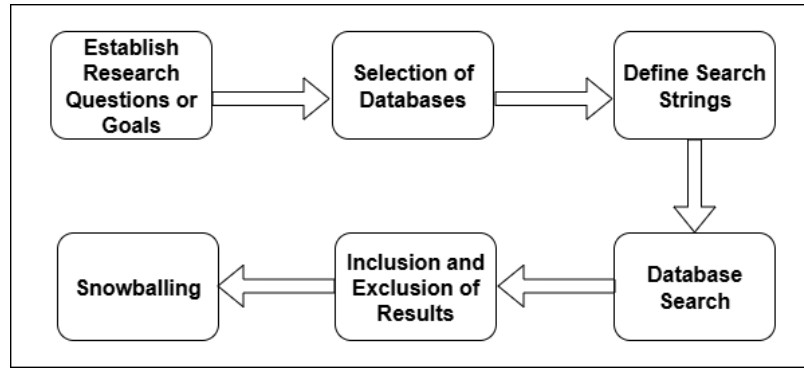 Establish
Research
Questions or
Goals
Selection of
Databases
Define Search
Strings
Database
Search
Inclusion and
Exclusion of
Results
Snowballing